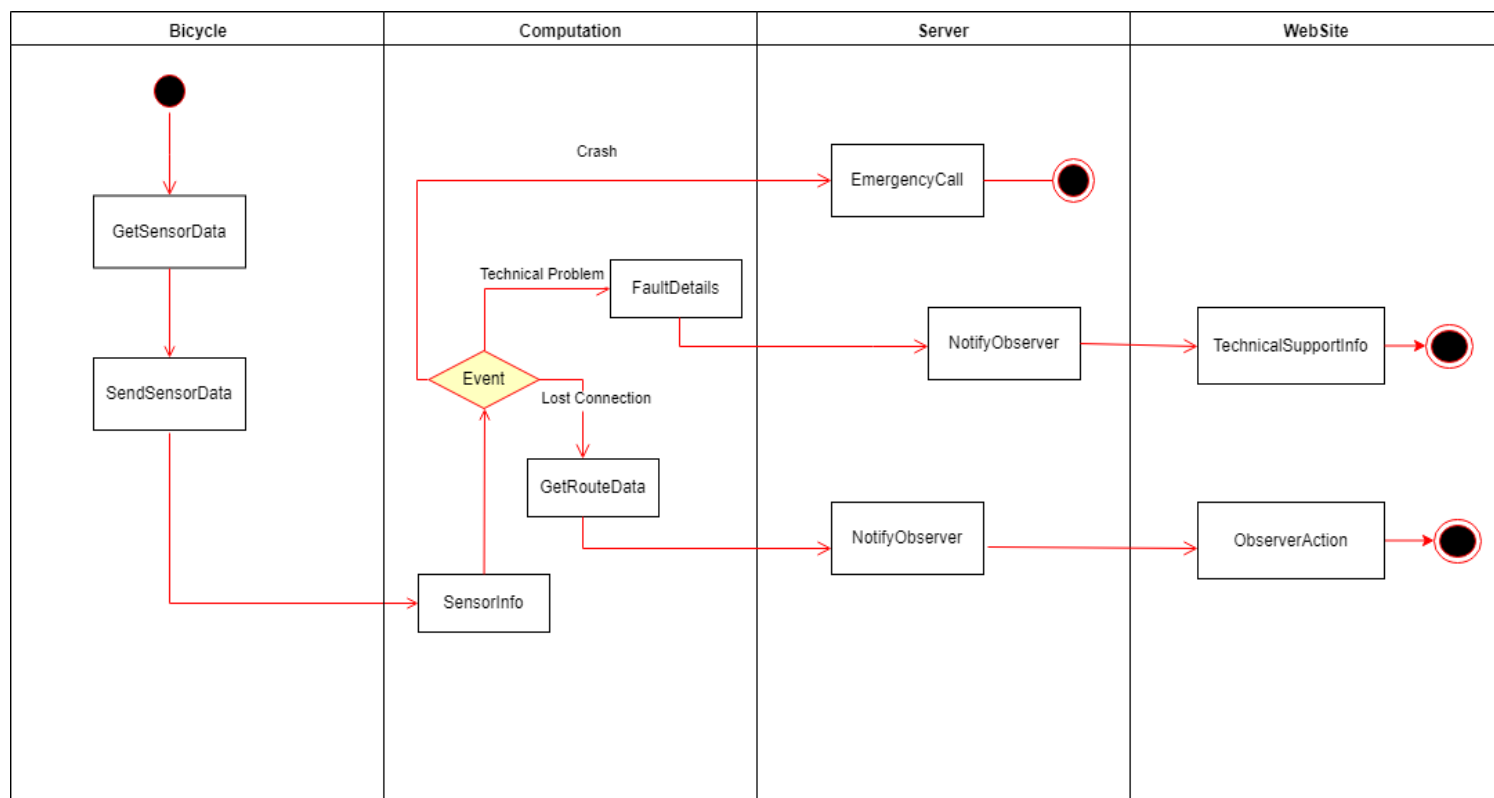 Bicycle
Computation
Server
WebSite
Crash
EmergencyCall
GetSensorData
Technical Problem
FaultDetails
NotifyObserver
TechnicalSupportInfo
Event
SendSensorData
Lost Connection
GetRouteData
NotifyObserver
ObserverAction
SensorInfo